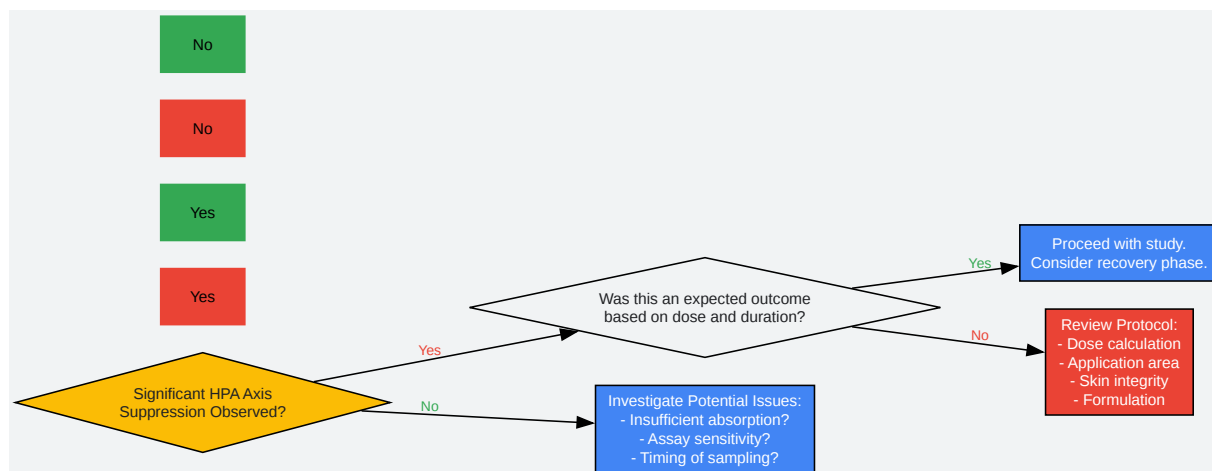 No
No
Yes
Yes
Significant HPA Axis
Suppression Observed?
Yes
No
Was this an expected outcome
based on dose and duration?
Investigate Potential Issues:
- Insufficient absorption?
- Assay sensitivity?
- Timing of sampling?
Yes
No
Proceed with study.
Consider recovery phase.
Review Protocol:
- Dose calculation
- Application area
- Skin integrity
- Formulation